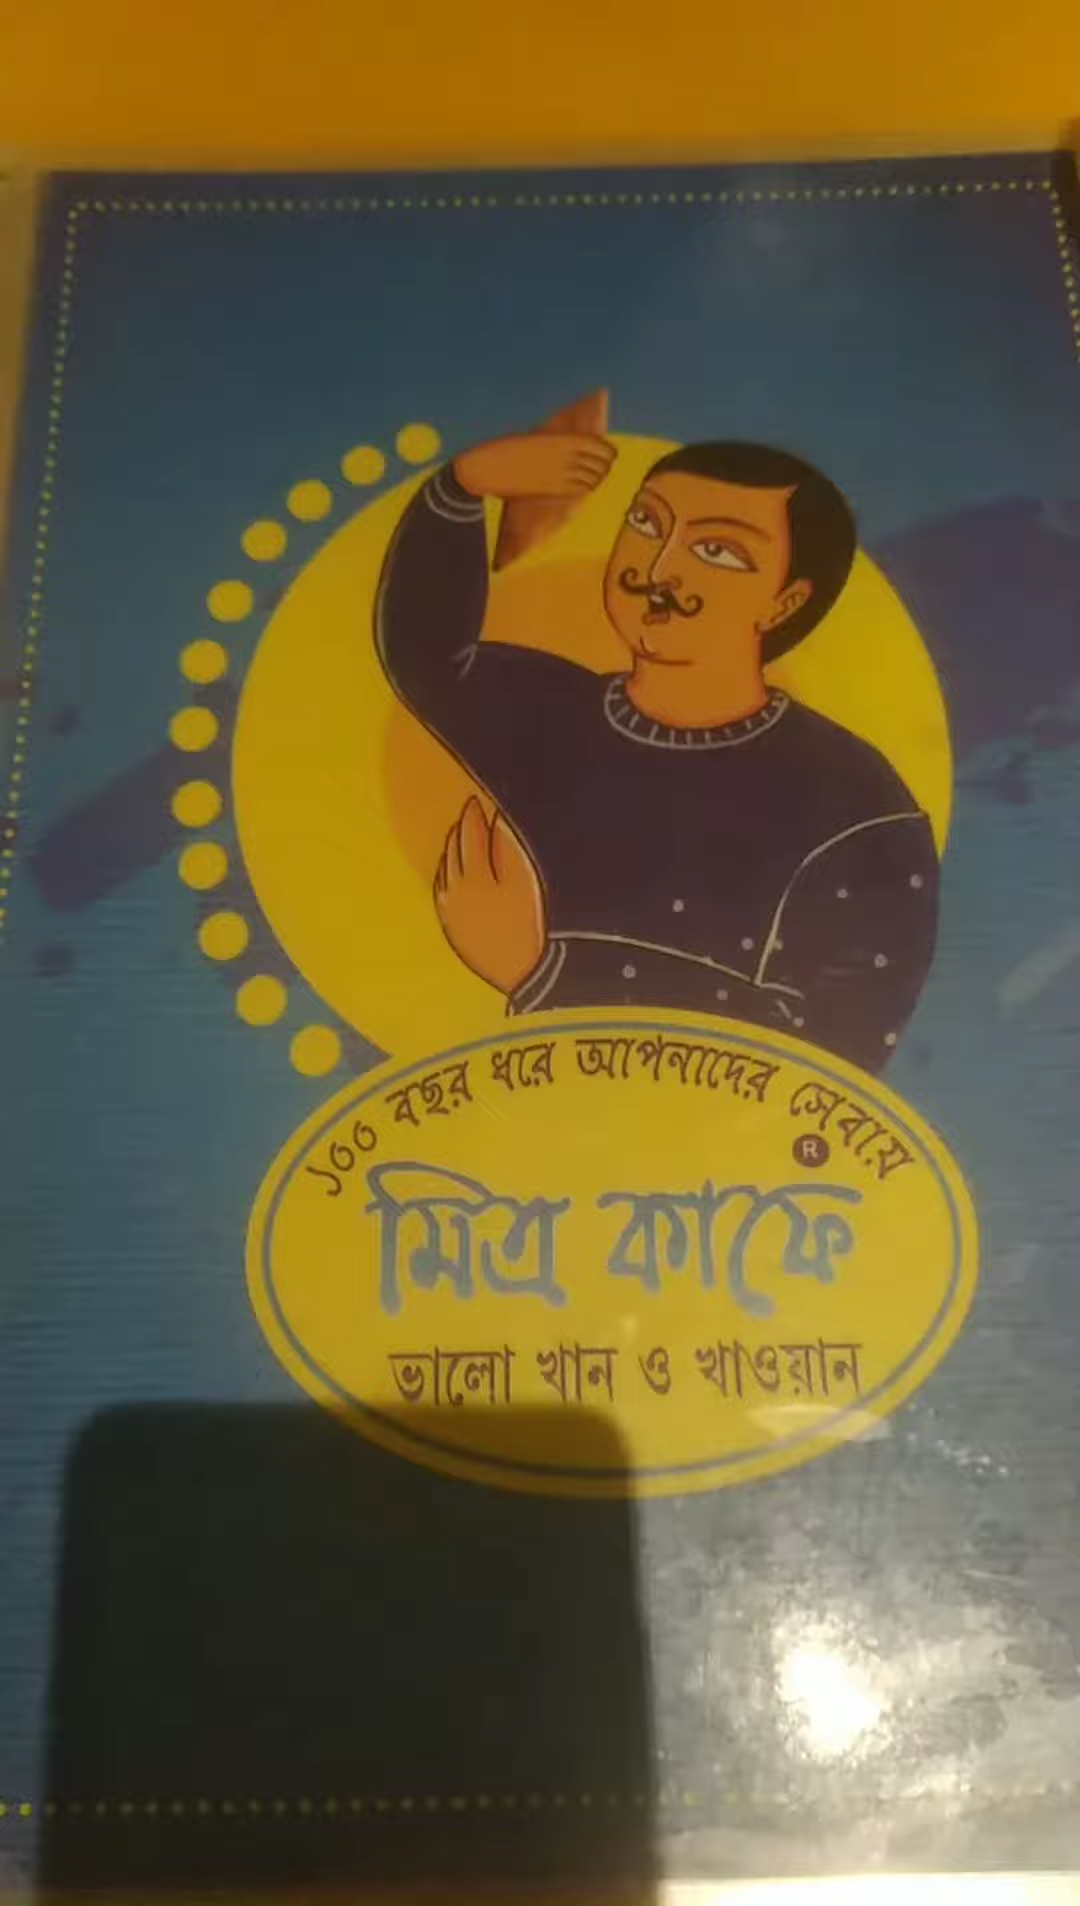 ১০০ বছর ধরে আপনাদের সেবায়
®
মিত্র কাফে
ভালো খান ও খাওয়ান